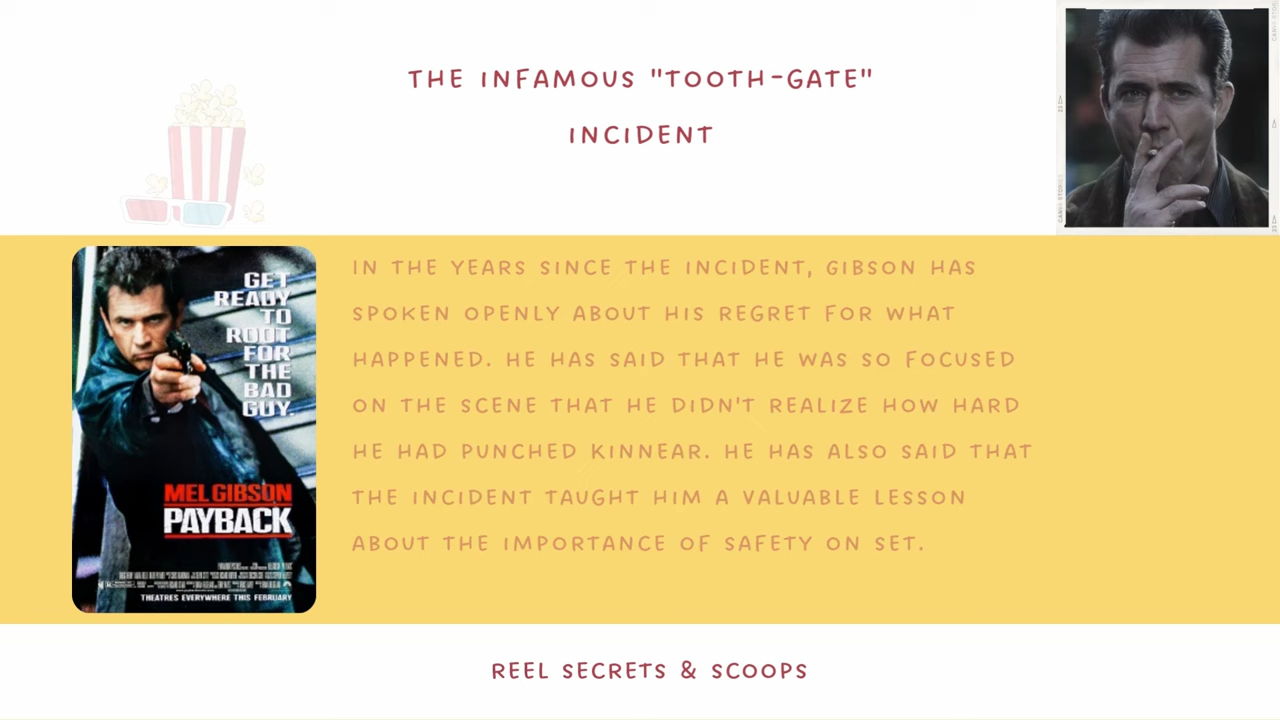 THE INFAMOUS "TOOTH-GATE"
INCIDENT
IN THE YEARS SINCE THE INCIDENT, GIBSON HAS
SPOKEN OPENLY ABOUT HIS REGRET FOR WHAT
HAPPENED. HE HAS SAID THAT HE WAS SO FOCUSED
ON THE SCENE THAT HE DIDN'T REALIZE HOW HARD
HE HAD PUNCHED KINNEAR. HE HAS ALSO SAID THAT
THE INCIDENT TAUGHT HIM A VALUABLE LESSON
ABOUT THE IMPORTANCE OF SAFETY ON SET.
GET
READY
TO
ROOT
FOR
THE
BAD
GUY.
MEL GIBSON
PAYBACK
THEATRES EVERYWHERE THIS FEBRUARY
REEL SECRETS & SCOOPS